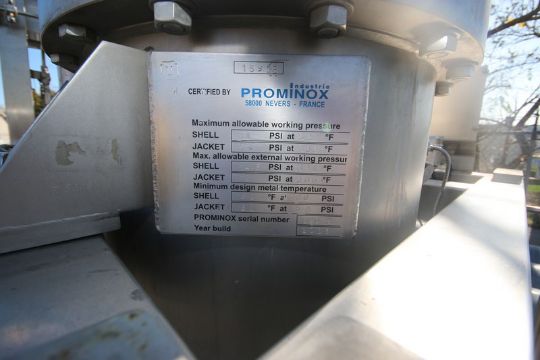 Industrie
CERTIFIED BY PROMINOX
58000 NEVERS - FRANCE
Maximum allowable working pressure
SHELL PSI at °F
JACKET PSI at °F
Max. allowable external working pressur
SHELL PSI at °F
JACKET PSI at °F
Minimum design metal temperature
SHELL °F at PSI
JACKET °F at PSI
PROMINOX serial number
Year build